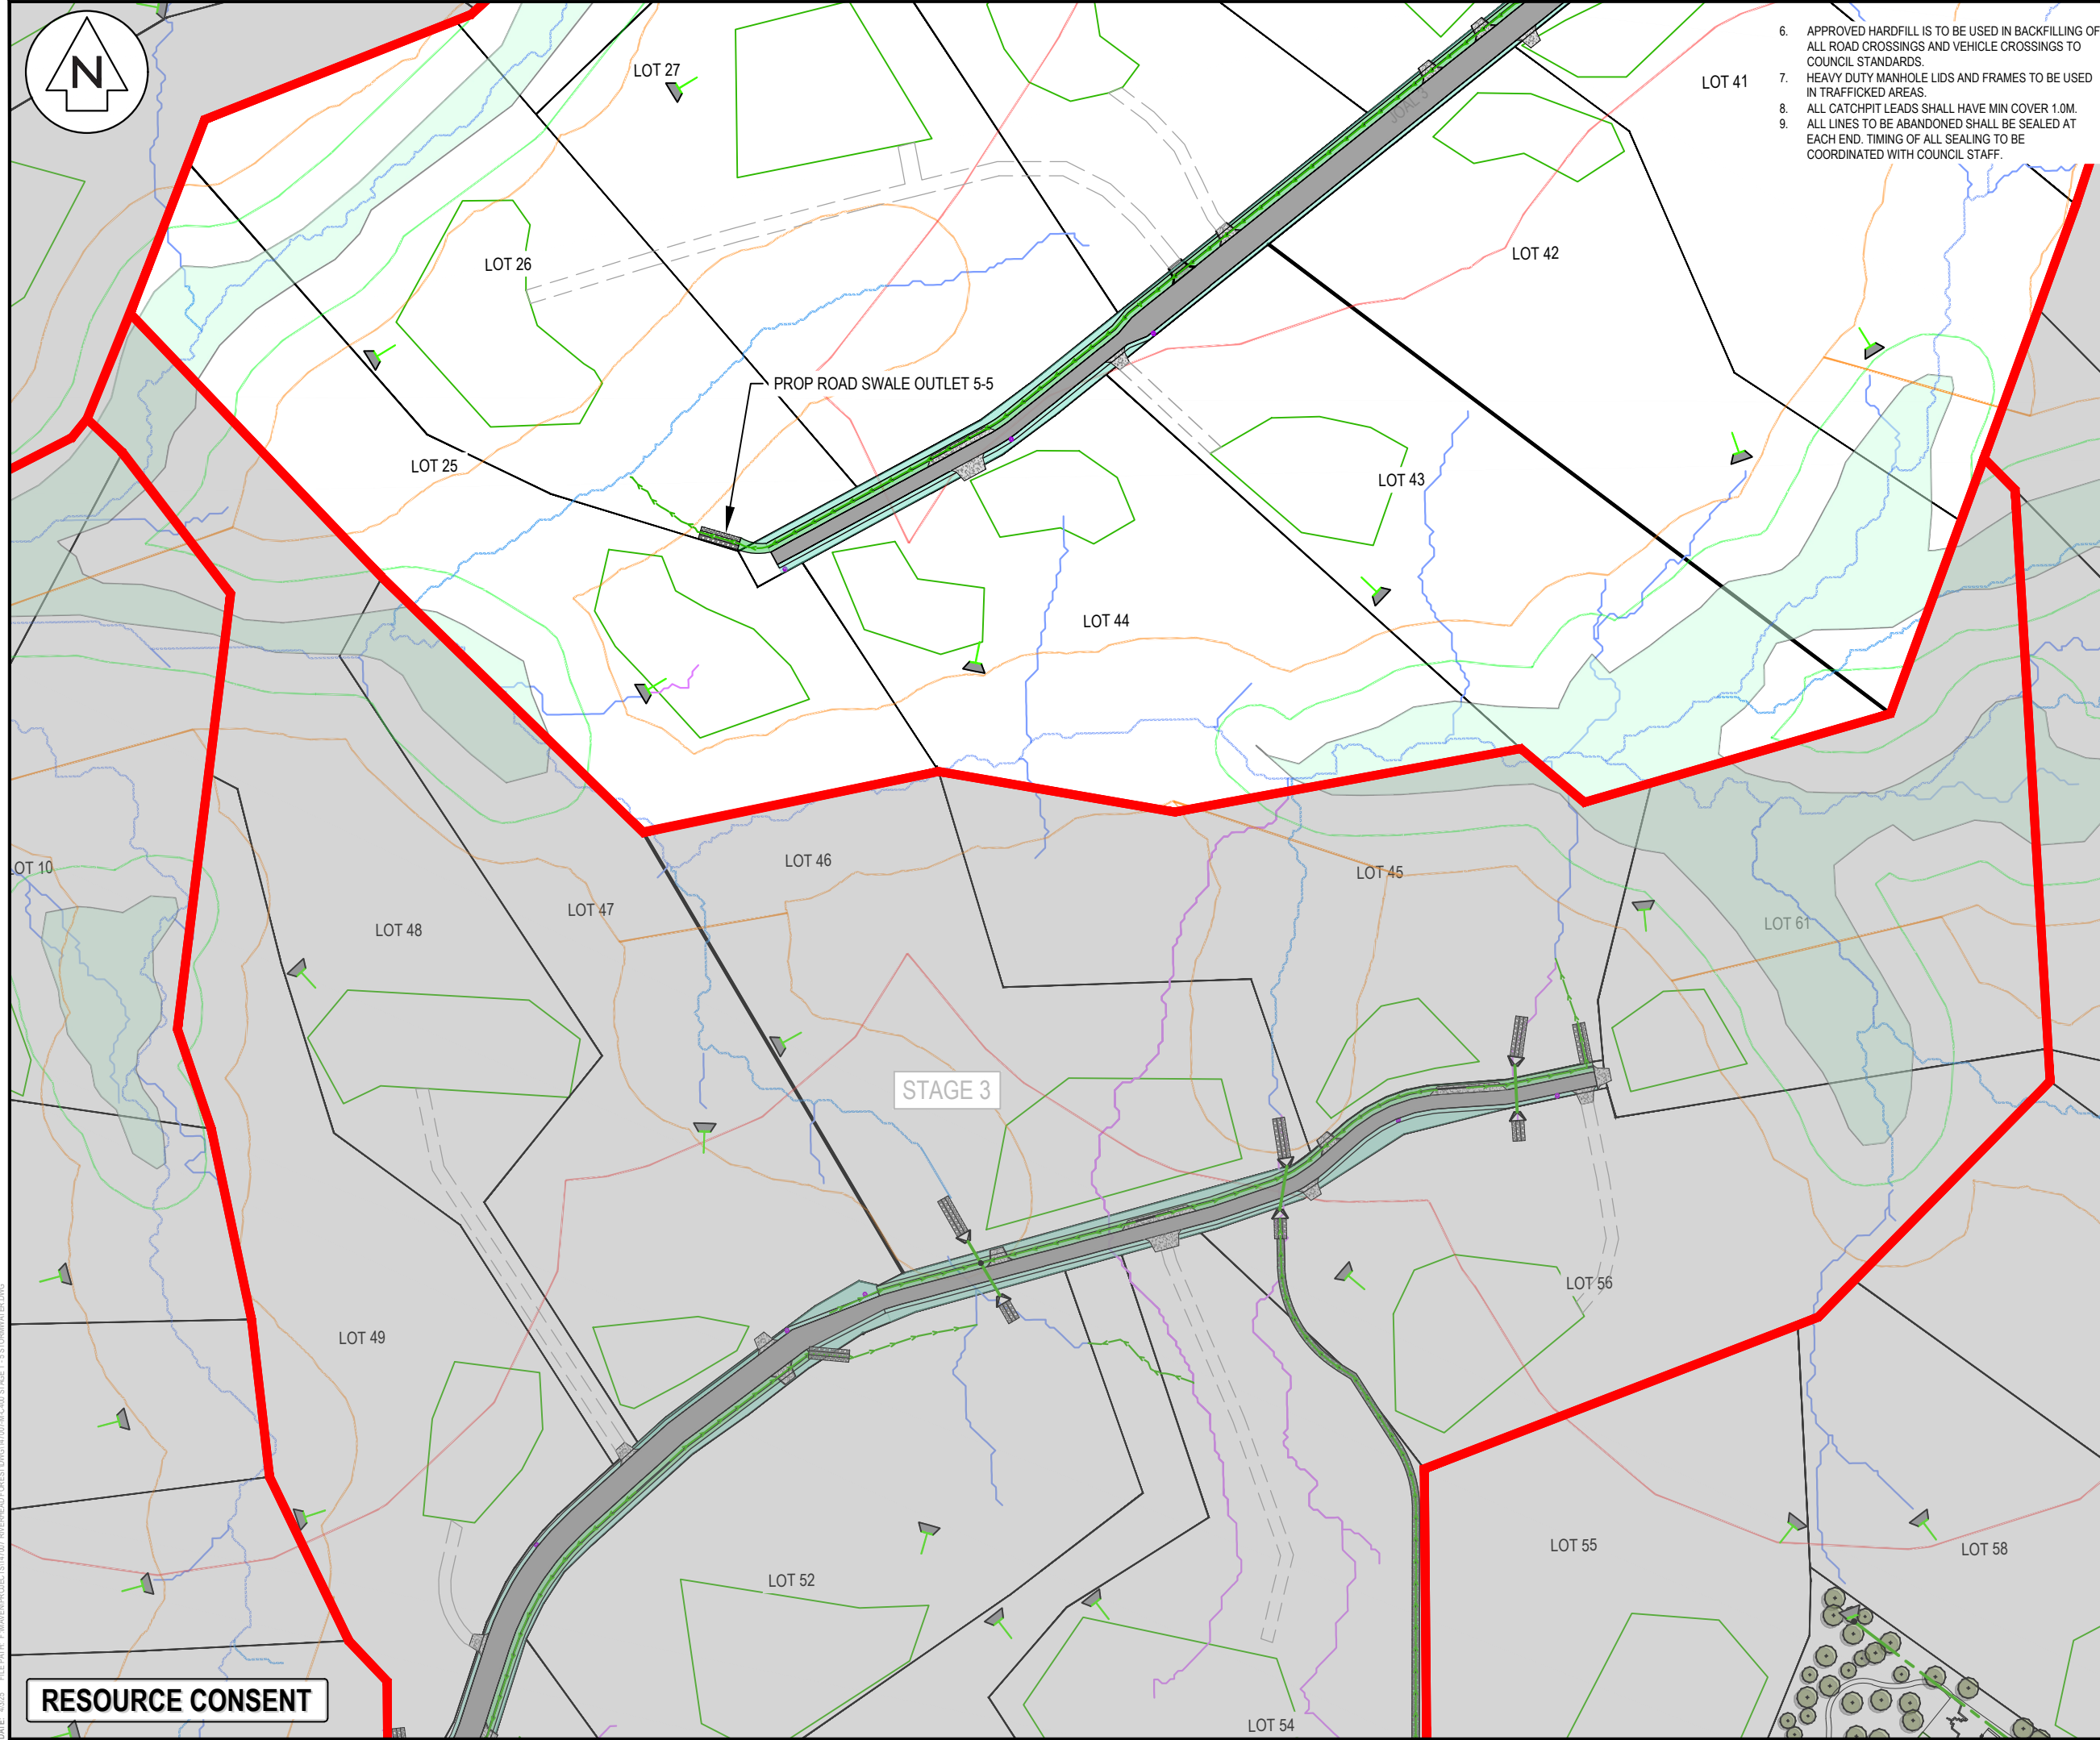 N
6. APPROVED HARDFILL IS TO BE USED IN BACKFILLING OF
ALL ROAD CROSSINGS AND VEHICLE CROSSINGS TO
COUNCIL STANDARDS.
7. HEAVY DUTY MANHOLE LIDS AND FRAMES TO BE USED
IN TRAFFICKED AREAS.
8. ALL CATCHPIT LEADS SHALL HAVE MIN COVER 1.0M.
9. ALL LINES TO BE ABANDONED SHALL BE SEALED AT
EACH END. TIMING OF ALL SEALING TO BE
COORDINATED WITH COUNCIL STAFF.
LOT 27
LOT 41
JOAL 3
LOT 42
LOT 26
PROP ROAD SWALE OUTLET 5-5
LOT 25
LOT 43
LOT 44
LOT 46
LOT 45
OT 10
LOT 47
LOT 48
LOT 61
STAGE 3
LOT 56
LOT 49
LOT 55
LOT 58
LOT 52
RESOURCE CONSENT
LOT 54